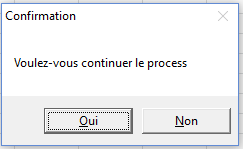 Confirmation
Voulez-vous continuer le process
Oui
Non